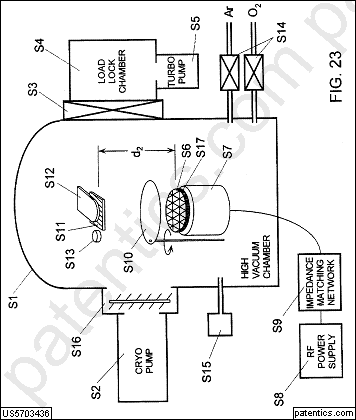 S1
S12
S11
S13
S10
d2
S6
S17
S7
S3
S4
LOAD
LOCK
CHAMBER
TURBO
PUMP
S5
Ar
O2
S14
FIG. 23
S16
S2
CRYO
PUMP
HIGH
VACUUM
CHAMBER
S15
S9
IMPEDANCE
MATCHING
NETWORK
S8
RF
POWER
SUPPLY
patentics.com
US5703436
patentics.com